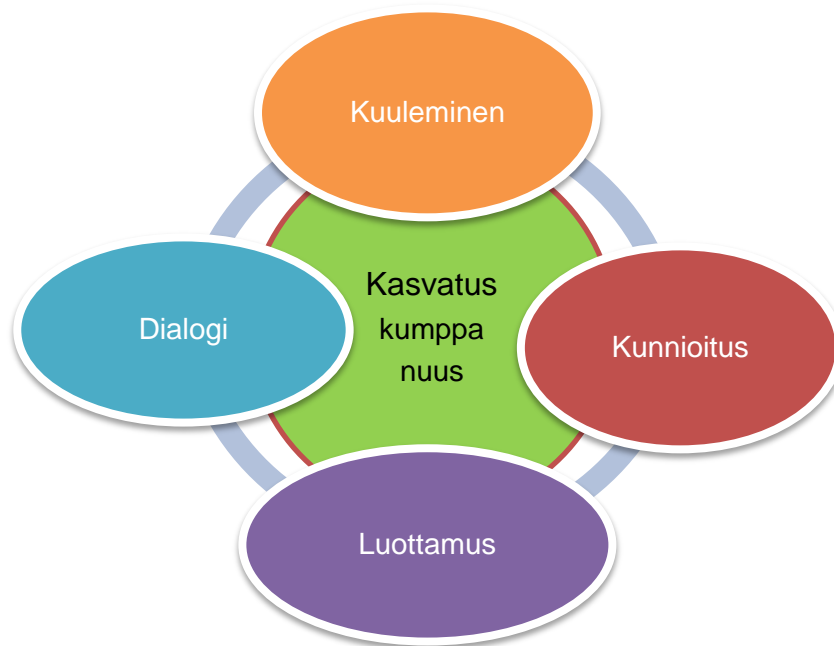 Kuuleminen
Kasvatus
kumppa
nuus
Dialogi
Kunnioitus
Luottamus